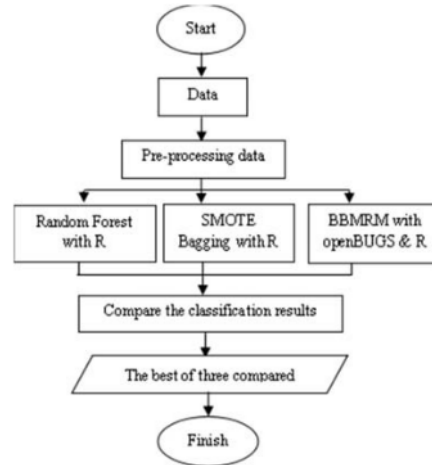 Start
Data
Pre-processing data
Random Forest
with R
SMOTE
Bagging with R
BBMRM with
openBUGS & R
Compare the classification results
The best of three compared
Finish